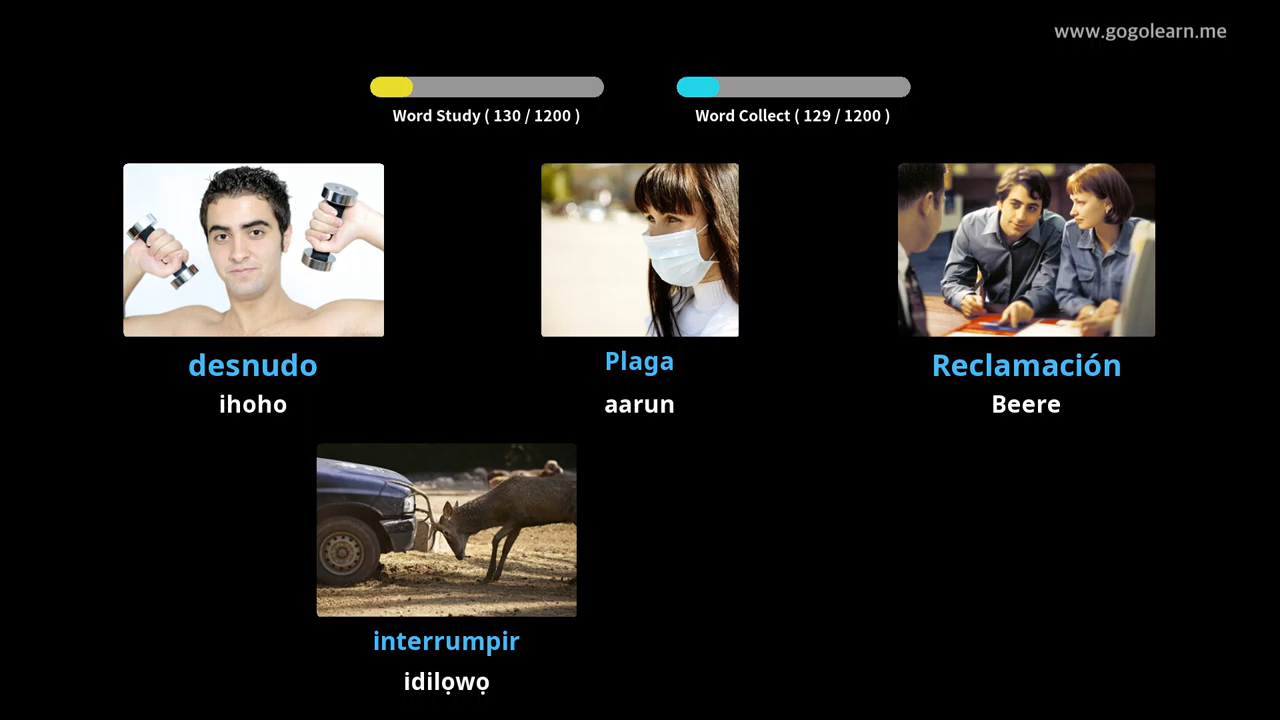 www.gogolearn.me
Word Study ( 130 / 1200 )
Word Collect ( 129 / 1200 )
desnudo
ihoho
Plaga
aarun
Reclamación
Beere
interrumpir
idilọwọ